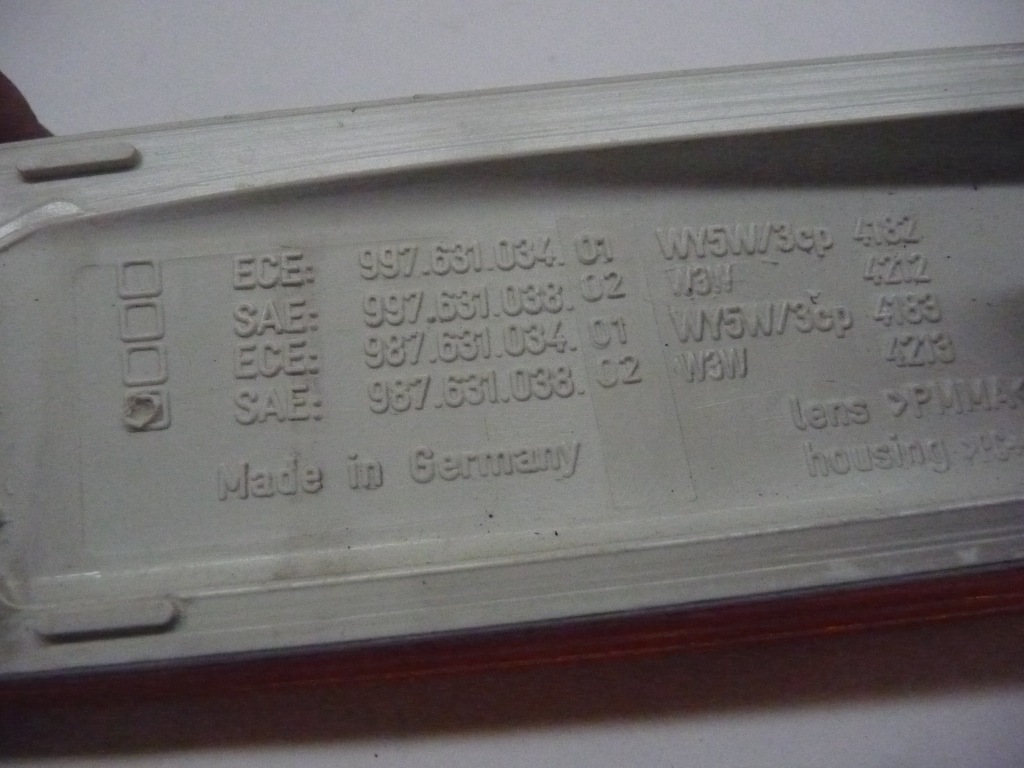 ECE: 997.631.034. 01 WY5W/3cp 4182
SAE: 997.631.038. 02 W3W 4212
ECE: 987.631.034. 01 WY5W/3cp 4183
SAE: 987.631.038. 02 W3W 4213
lens >PMMA<
Made in Germany housing